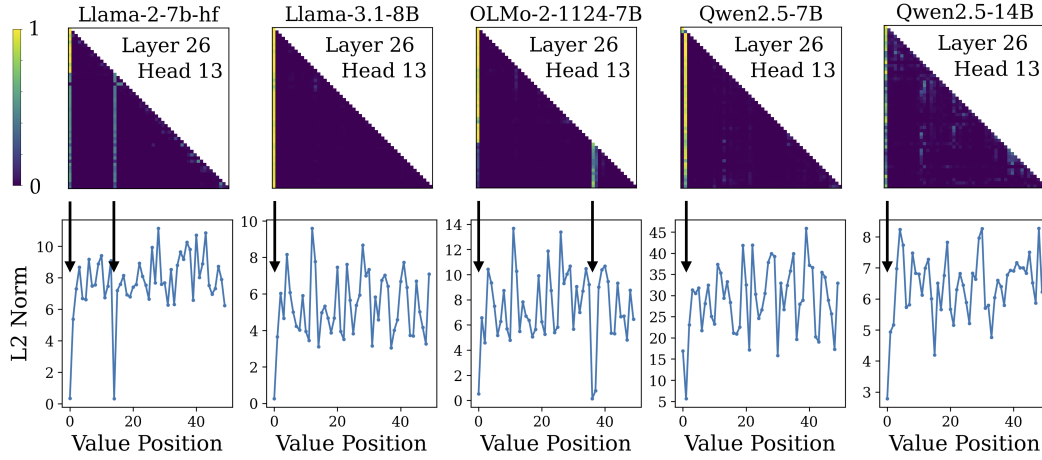 Llama-2-7b-hf
Llama-3.1-8B
OLMo-2-1124-7B
Qwen2.5-7B
Qwen2.5-14B
1
0
Layer 26
Head 13
Layer 26
Head 13
Layer 26
Head 13
Layer 26
Head 13
Layer 26
Head 13
L2 Norm
10
8
6
4
2
0
0
20
40
Value Position
10
8
6
4
2
0
0
20
40
Value Position
14
12
10
8
6
4
2
0
0
20
40
Value Position
45
40
35
30
25
20
15
10
5
0
20
40
Value Position
8
7
6
5
4
3
0
20
40
Value Position